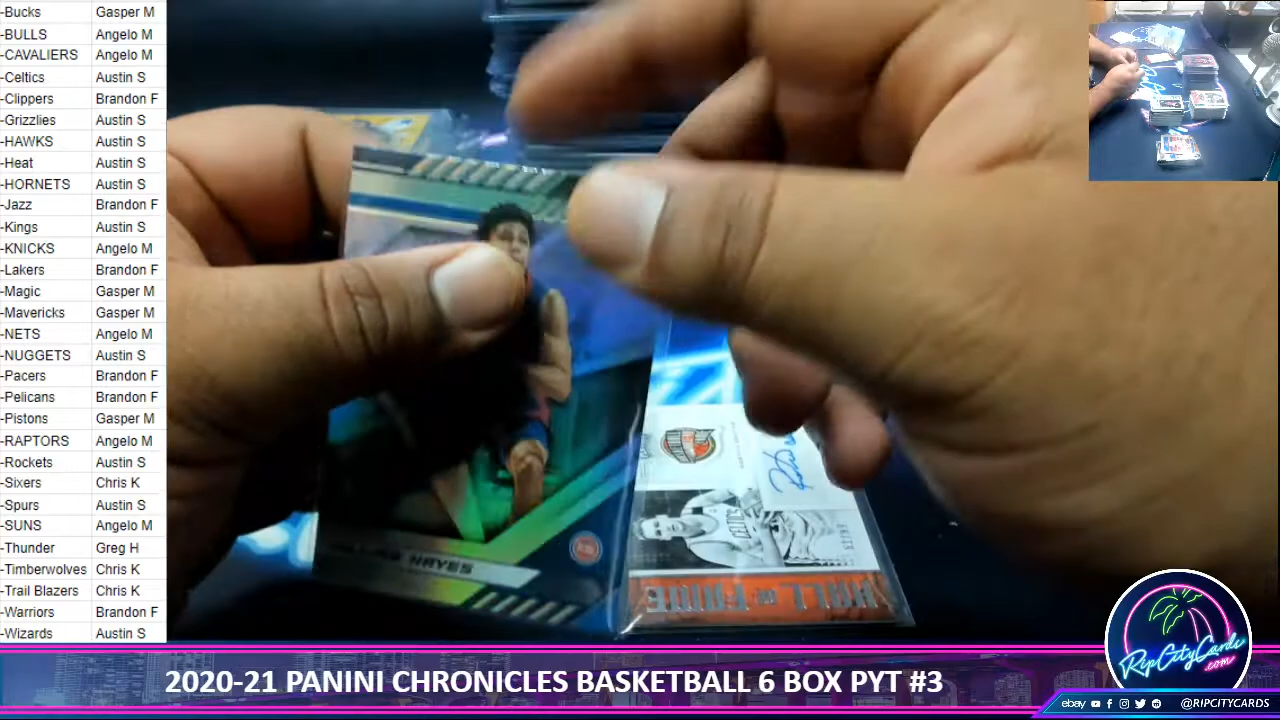 -Bucks Gasper M
-BULLS Angelo M
-CAVALIERS Angelo M
-Celtics Austin S
-Clippers Brandon F
-Grizzlies Austin S
-HAWKS Austin S
-Heat Austin S
-HORNETS Austin S
-Jazz Brandon F
-Kings Austin S
-KNICKS Angelo M
-Lakers Brandon F
-Magic Gasper M
-Mavericks Gasper M
-NETS Angelo M
-NUGGETS Austin S
-Pacers Brandon F
-Pelicans Brandon F
-Pistons Gasper M
-RAPTORS Angelo M
-Rockets Austin S
-Sixers Chris K
-Spurs Austin S
-SUNS Angelo M
-Thunder Greg H
-Timberwolves Chris K
-Trail Blazers Chris K
-Warriors Brandon F
-Wizards Austin S
HAYES
CELTICS
HALL OF FAME
RipCityCards
.com
2020-21 PANINI CHRONICLES BASKETBALL 6 BOX PYT #3
ebay @RIPCITYCARDS